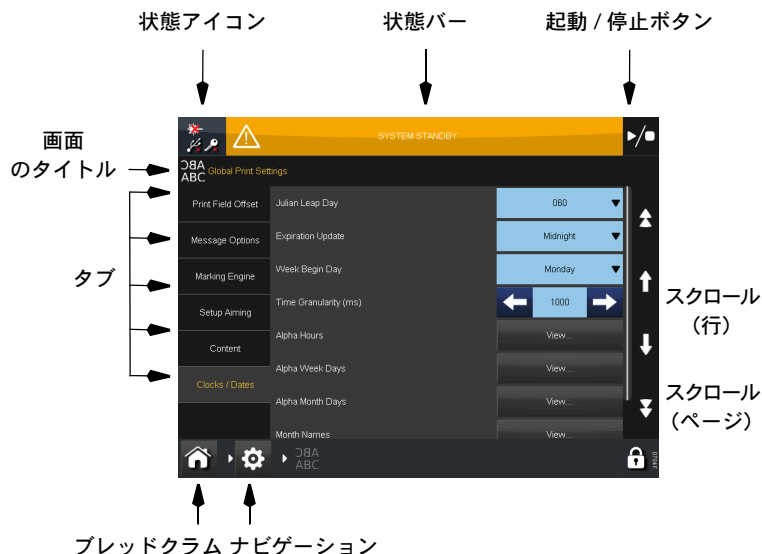 状態アイコン
状態バー
起動 / 停止ボタン
SYSTEM STANDBY
画面
のタイトル
ABC
ABC
Global Print Settings
タブ
Print Field Offset
Message Options
Marking Engine
Setup Aiming
Content
Clocks / Dates
Julian Leap Day
060
Expiration Update
Midnight
Week Begin Day
Monday
Time Granularity (ms)
1000
Alpha Hours
View...
Alpha Week Days
View...
Alpha Month Days
View...
Month Names
View...
スクロール
（行）
スクロール
（ページ）
ABC
ABC
0704F
ブレッドクラム ナビゲーション